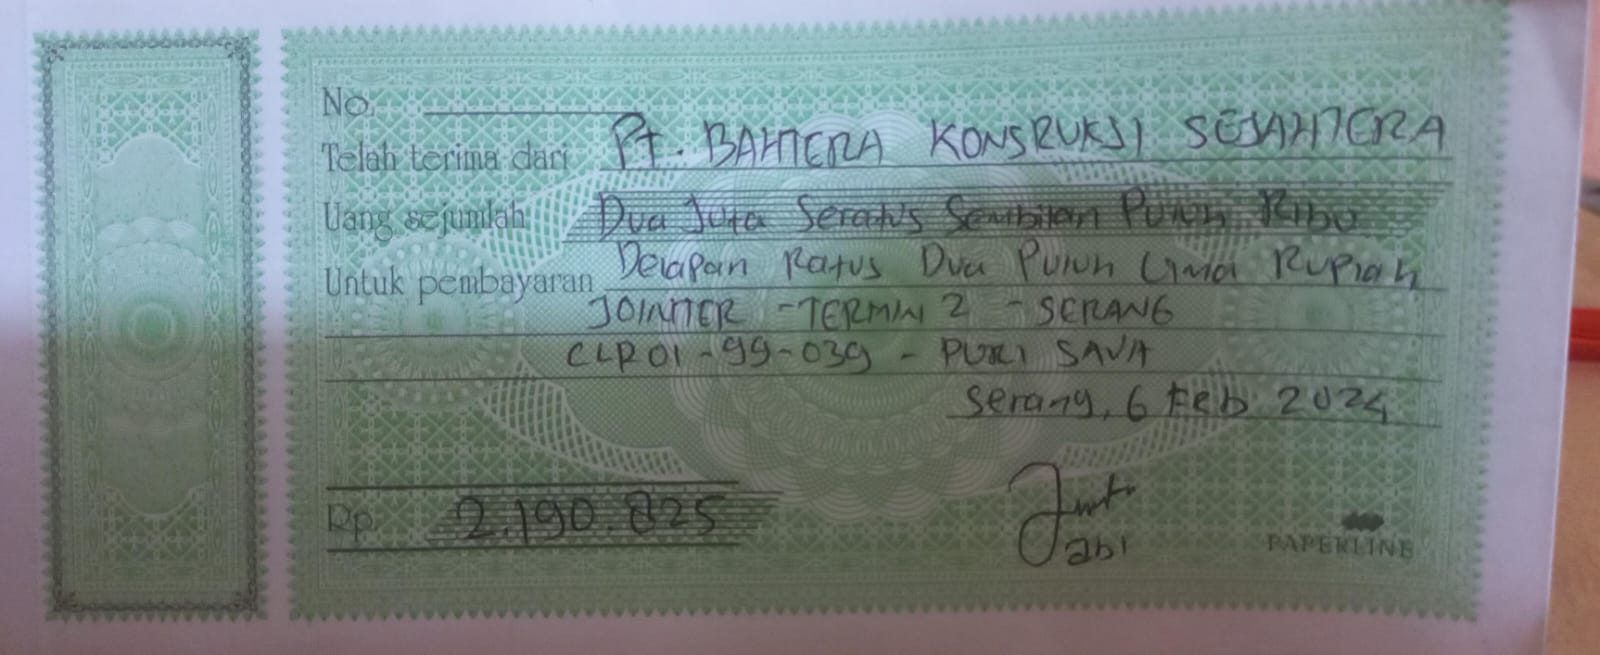 No.
Telah terima dari PT. BAHTERA KONSRUKSI SEJAHTERA
Uang sejumlah Dua Juta Seratus Sembilan Puluh Ribu
Untuk pembayaran Delapan Ratus Dua Puluh Lima Rupiah
JOINTER - TERMIN 2 - SERANG
CLP01-99-039 - PURI SAVA
Serang, 6 Feb 2024
Rp. 2.190.825
abi
PAPERLINE